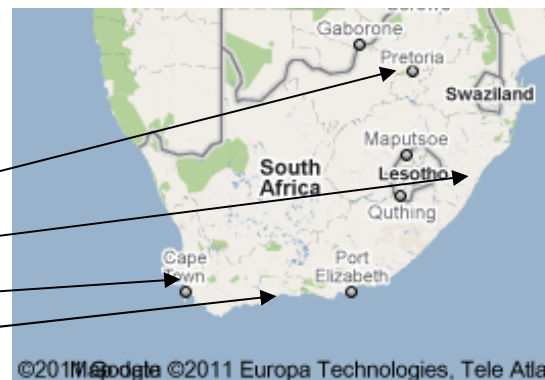 Gaborone
Pretoria
Swaziland
Maputsoe
South
Africa
Lesotho
Quthing
Cape
Town
Port
Elizabeth
©2011 Europa Technologies, Tele Atla